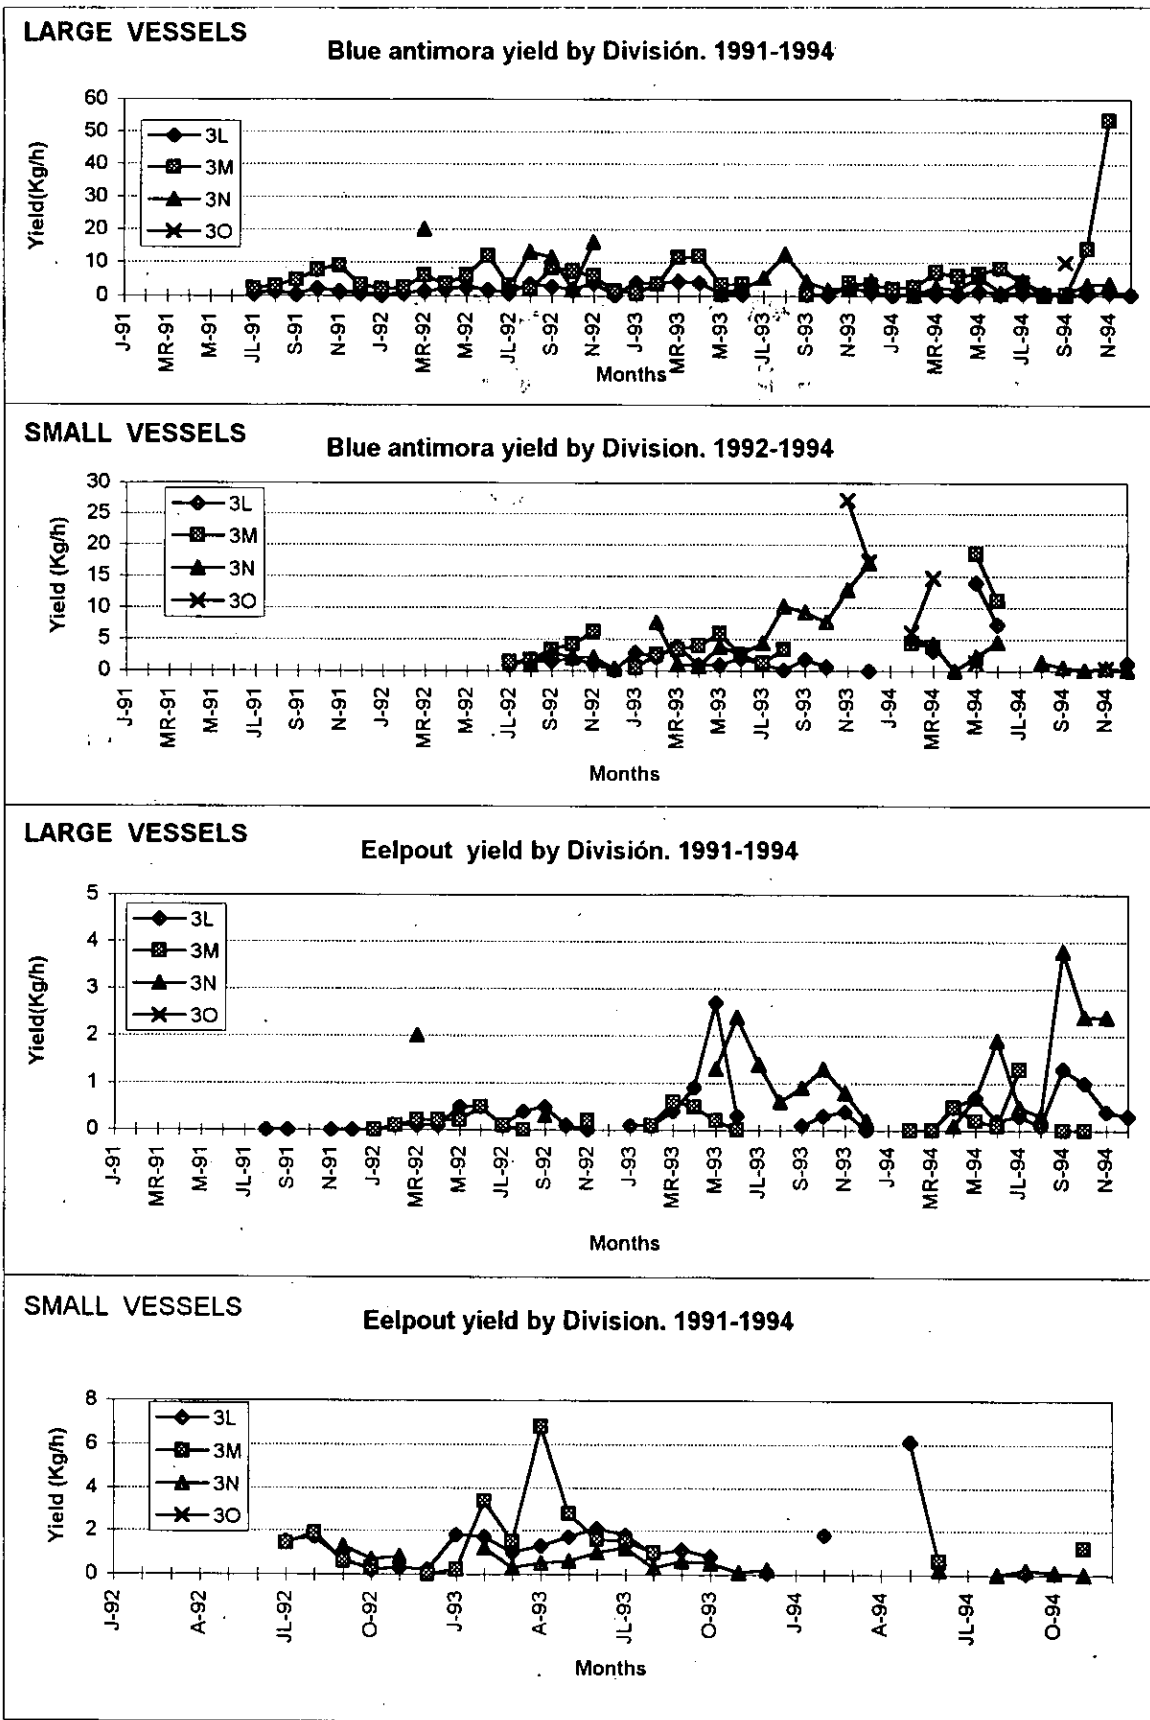 LARGE VESSELS
Blue antimora yield by División. 1991-1994
Yield(Kg/h)
60
50
40
30
20
10
0
3L
3M
3N
3O
J-91
MR-91
M-91
JL-91
S-91
N-91
J-92
MR-92
M-92
JL-92
S-92
N-92
J-93
MR-93
M-93
JL-93
S-93
N-93
J-94
MR-94
M-94
JL-94
S-94
N-94
Months
SMALL VESSELS
Blue antimora yield by Division. 1992-1994
Yield (Kg/h)
30
25
20
15
10
5
0
3L
3M
3N
3O
J-91
MR-91
M-91
JL-91
S-91
N-91
J-92
MR-92
M-92
JL-92
S-92
N-92
J-93
MR-93
M-93
JL-93
S-93
N-93
J-94
MR-94
M-94
JL-94
S-94
N-94
Months
LARGE VESSELS
Eelpout yield by División. 1991-1994
Yield(Kg/h)
5
4
3
2
1
0
3L
3M
3N
3O
J-91
MR-91
M-91
JL-91
S-91
N-91
J-92
MR-92
M-92
JL-92
S-92
N-92
J-93
MR-93
M-93
JL-93
S-93
N-93
J-94
MR-94
M-94
JL-94
S-94
N-94
Months
SMALL VESSELS
Eelpout yield by Division. 1991-1994
Yield (Kg/h)
8
6
4
2
0
3L
3M
3N
3O
J-92
A-92
JL-92
O-92
J-93
A-93
JL-93
O-93
J-94
A-94
JL-94
O-94
Months